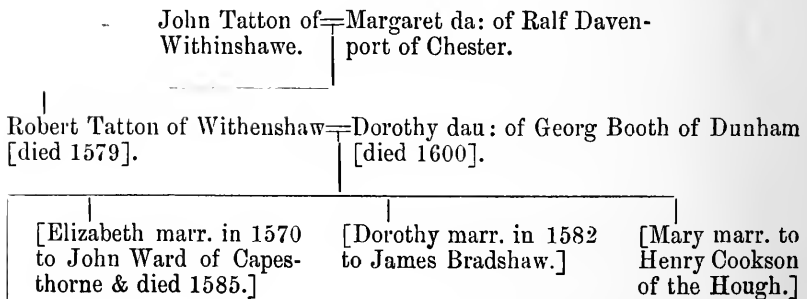 John Tatton of Margaret da: of Ralf Daven-
Withinshawe. port of Chester.
Robert Tatton of Withenshaw Dorothy dau: of Georg Booth of Dunham
[died 1579]. [died 1600].
[Elizabeth marr. in 1570 [Dorothy marr. in 1582 [Mary marr. to
to John Ward of Capes- to James Bradshaw.] Henry Cookson
thorne & died 1585.] of the Hough.]